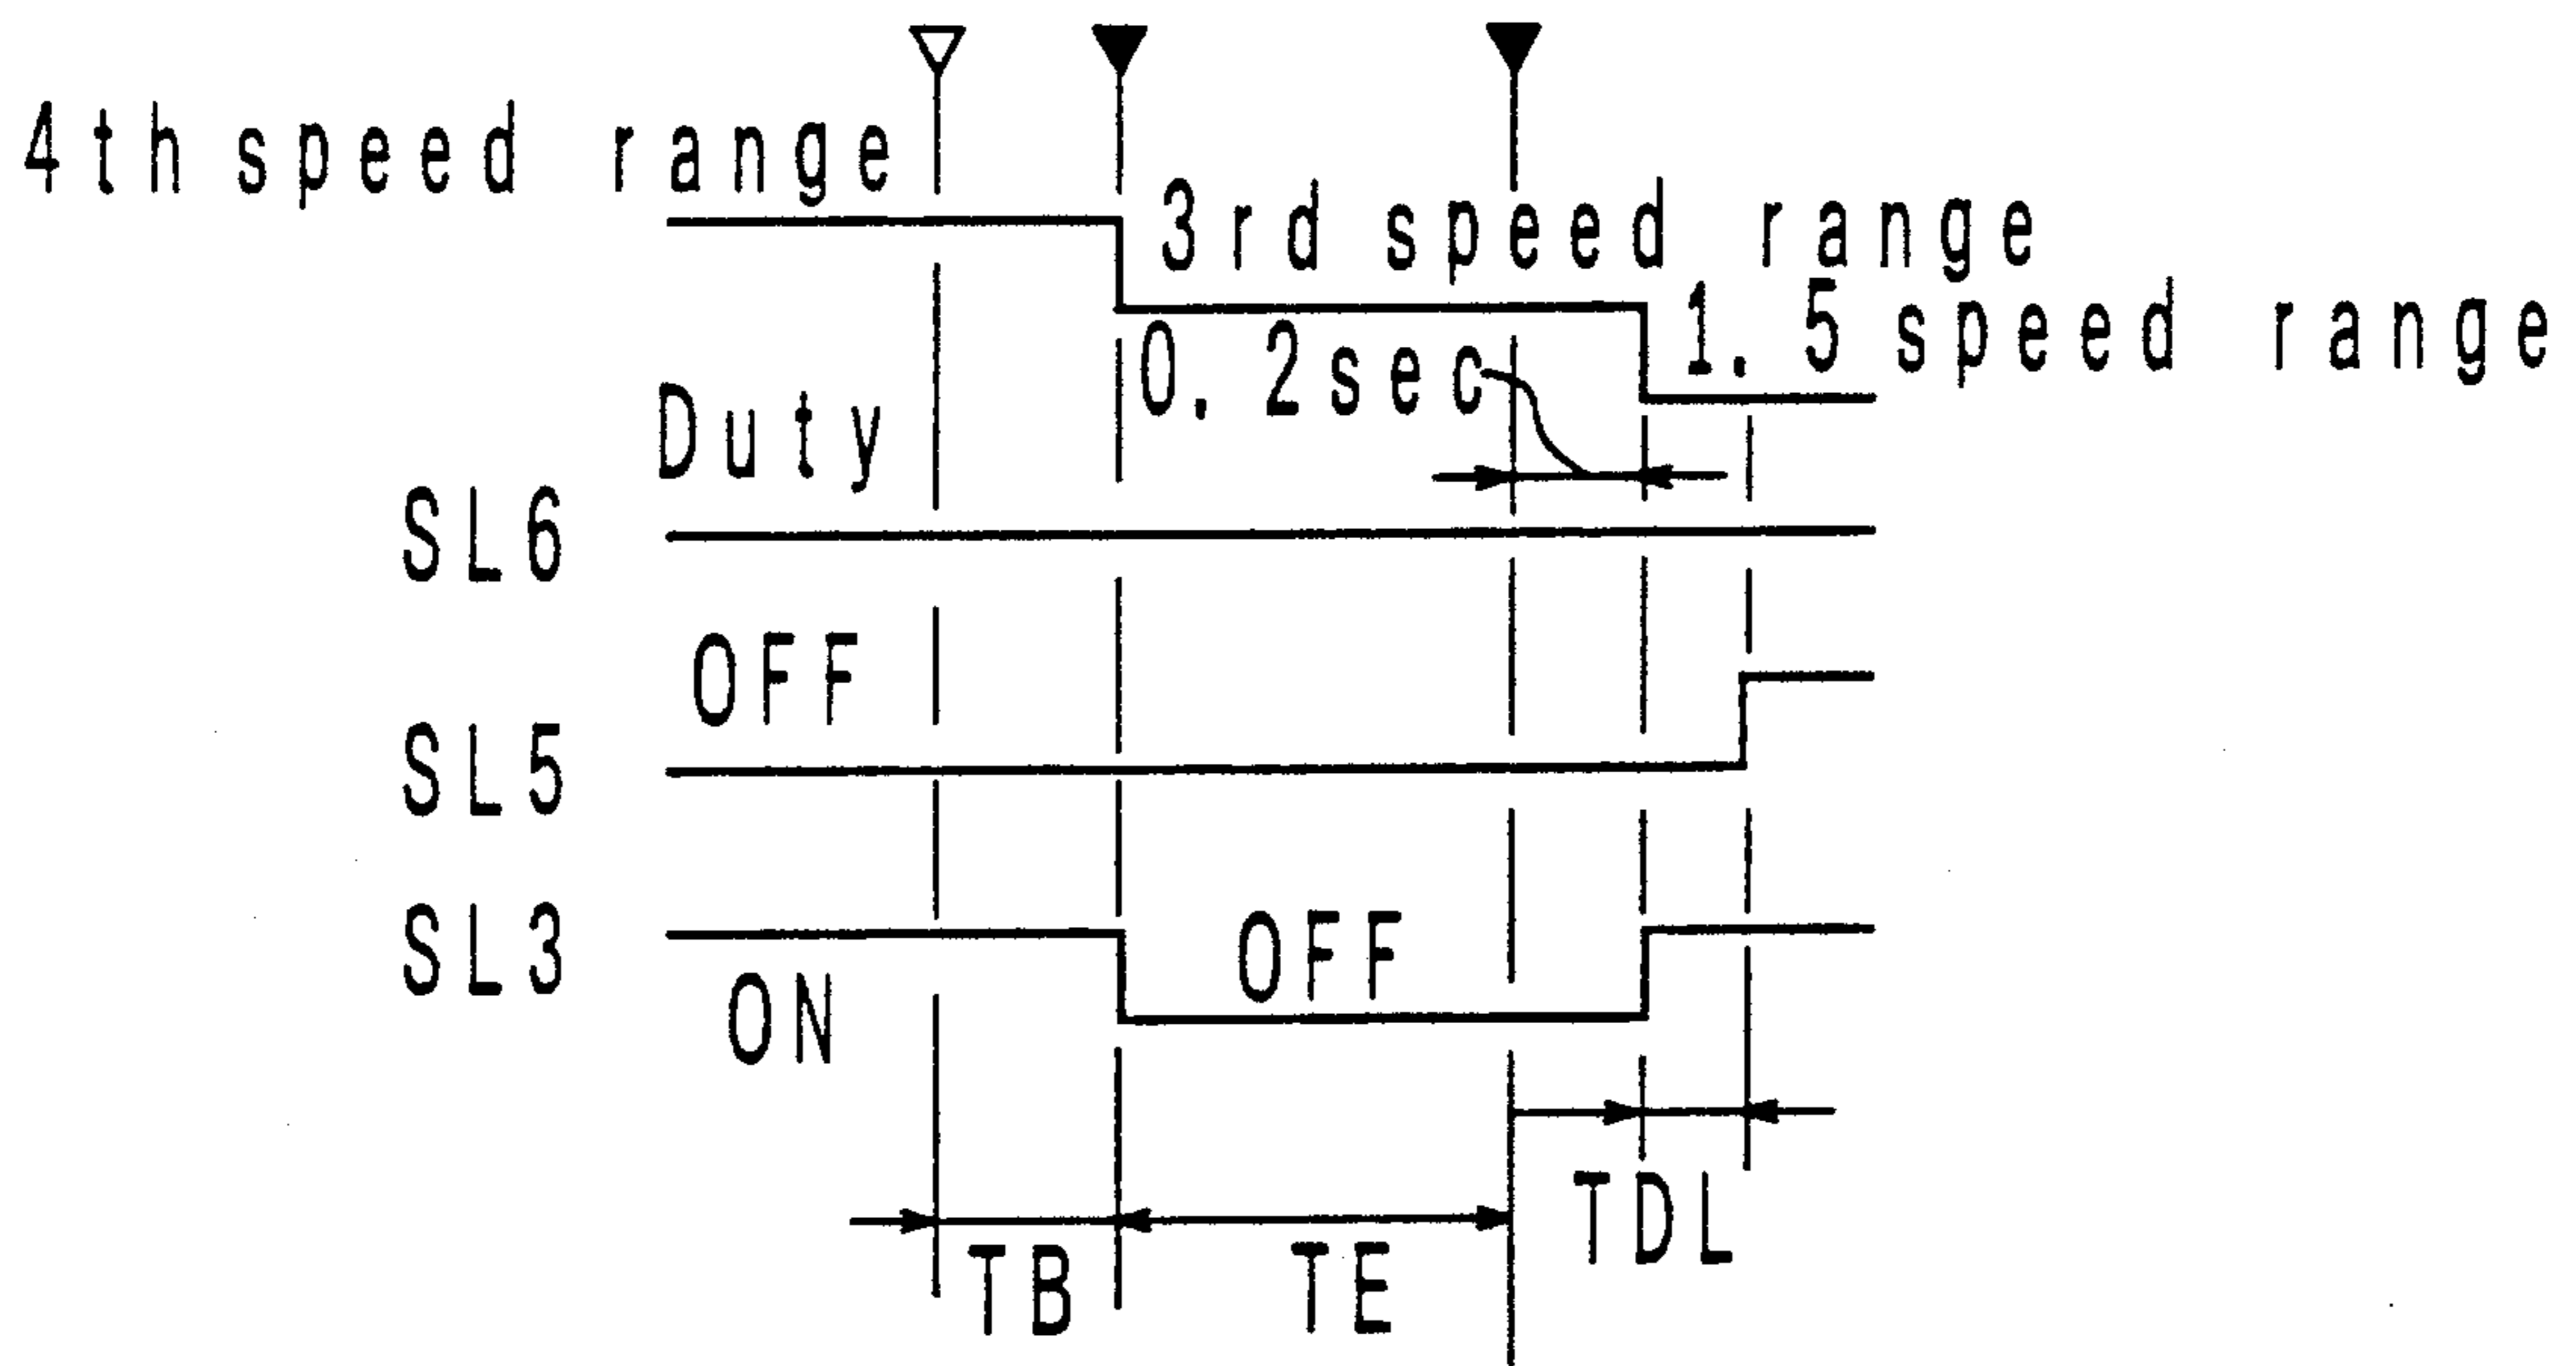 4th speed range
3rd speed range
1.5 speed range
0.2sec
Duty
SL6
OFF
SL5
SL3
ON
OFF
TDL
TB
TE